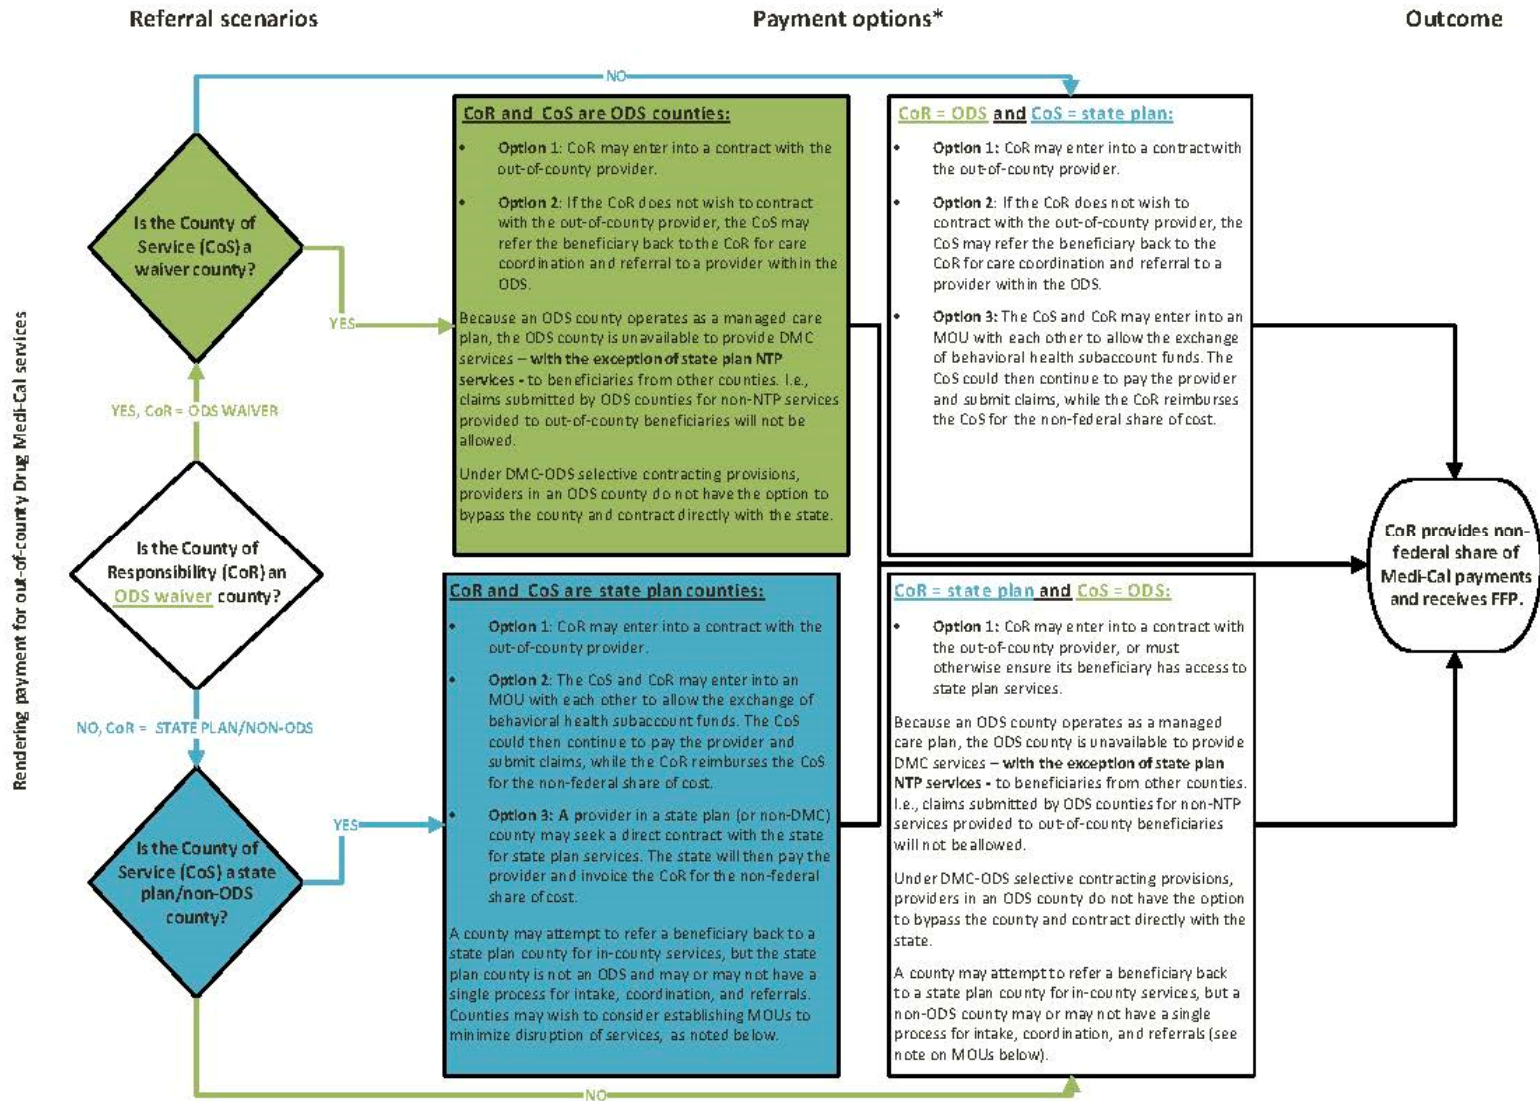 Referral scenarios
Payment options*
Outcome
Rendering payment for out-of-county Drug Medi-Cal services
NO
Is the County of
Service (CoS) a
waiver county?
YES
YES, CoR = ODS WAIVER
Is the County of
Responsibility (CoR) an
ODS waiver county?
NO, CoR = STATE PLAN/NON-ODS
Is the County of
Service (CoS) a state
plan/non-ODS
county?
YES
NO
CoR and CoS are ODS counties:
• Option 1: CoR may enter into a contract with the
out-of-county provider.
• Option 2: If the CoR does not wish to contract
with the out-of-county provider, the CoS may
refer the beneficiary back to the CoR for care
coordination and referral to a provider within the
ODS.
Because an ODS county operates as a managed care
plan, the ODS county is unavailable to provide DMC
services – with the exception of state plan NTP
services - to beneficiaries from other counties. I.e.,
claims submitted by ODS counties for non-NTP services
provided to out-of-county beneficiaries will not be
allowed.
Under DMC-ODS selective contracting provisions,
providers in an ODS county do not have the option to
bypass the county and contract directly with the state.
CoR = ODS and CoS = state plan:
• Option 1: CoR may enter into a contract with
the out-of-county provider.
• Option 2: If the CoR does not wish to
contract with the out-of-county provider, the
CoS may refer the beneficiary back to the
CoR for care coordination and referral to a
provider within the ODS.
• Option 3: The CoS and CoR may enter into an
MOU with each other to allow the exchange
of behavioral health subaccount funds. The
CoS could then continue to pay the provider
and submit claims, while the CoR reimburses
the CoS for the non-federal share of cost.
CoR and CoS are state plan counties:
• Option 1: CoR may enter into a contract with the
out-of-county provider.
• Option 2: The CoS and CoR may enter into an
MOU with each other to allow the exchange of
behavioral health subaccount funds. The CoS
could then continue to pay the provider and
submit claims, while the CoR reimburses the CoS
for the non-federal share of cost.
• Option 3: A provider in a state plan (or non-DMC)
county may seek a direct contract with the state
for state plan services. The state will then pay the
provider and invoice the CoR for the non-federal
share of cost.
A county may attempt to refer a beneficiary back to a
state plan county for in-county services, but the state
plan county is not an ODS and may or may not have a
single process for intake, coordination, and referrals.
Counties may wish to consider establishing MOUs to
minimize disruption of services, as noted below.
CoR = state plan and CoS = ODS:
• Option 1: CoR may enter into a contract with
the out-of-county provider, or must
otherwise ensure its beneficiary has access to
state plan services.
Because an ODS county operates as a managed
care plan, the ODS county is unavailable to provide
DMC services – with the exception of state plan
NTP services - to beneficiaries from other counties.
I.e., claims submitted by ODS counties for non-NTP
services provided to out-of-county beneficiaries
will not be allowed.
Under DMC-ODS selective contracting provisions,
providers in an ODS county do not have the option
to bypass the county and contract directly with the
state.
A county may attempt to refer a beneficiary back
to a state plan county for in-county services, but a
non-ODS county may or may not have a single
process for intake, coordination, and referrals (see
note on MOUs below).
CoR provides non-
federal share of
Medi-Cal payments
and receives FFP.